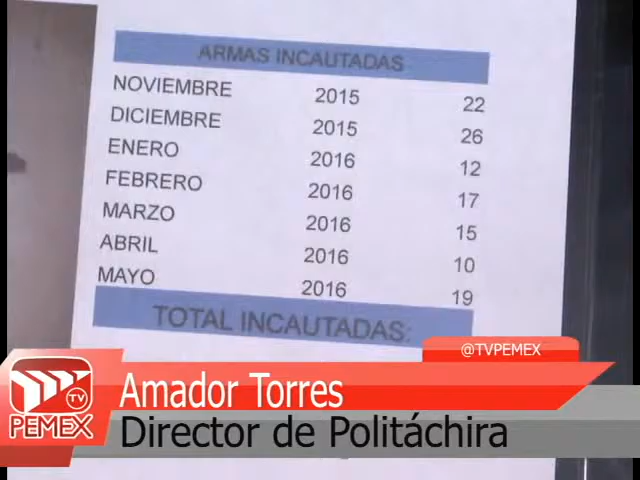 ARMAS INCAUTADAS
NOVIEMBRE 2015 22
DICIEMBRE 2015 26
ENERO 2016 12
FEBRERO 2016 17
MARZO 2016 15
ABRIL 2016 10
MAYO 2016 19
TOTAL INCAUTADAS:
@TVPEMEX
TV
PEMEX
Amador Torres
Director de Politáchira